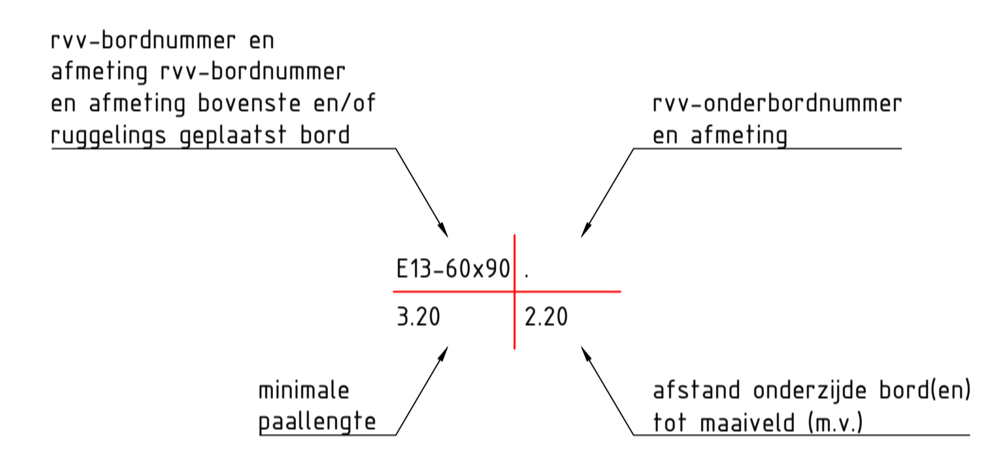 rvv-bordnummer en
afmeting rvv-bordnummer
en afmeting bovenste en/of
ruggelings geplaatst bord
rvv-onderbordnummer
en afmeting
E13-60x90 .
3.20 2.20
minimale
paallengte
afstand onderzijde bord(en)
tot maaiveld (m.v.)